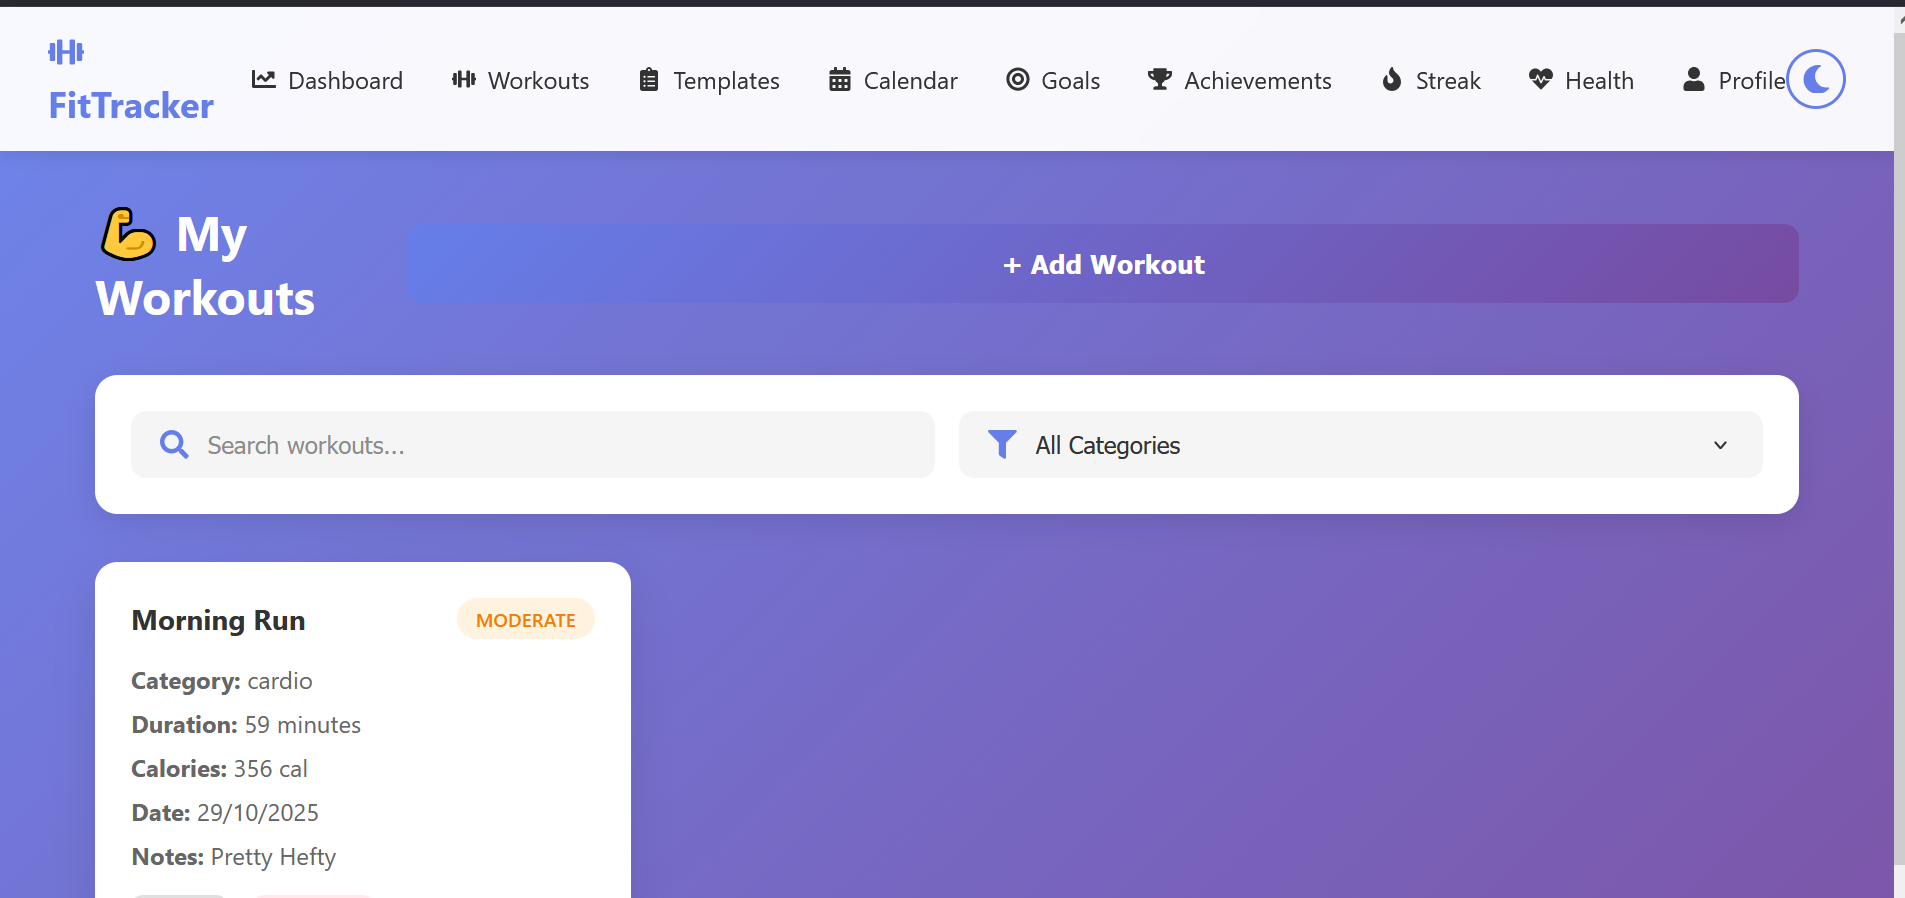 FitTracker
Dashboard
Workouts
Templates
Calendar
Goals
Achievements
Streak
Health
Profile
My
Workouts
+ Add Workout
Search workouts...
All Categories
Morning Run
MODERATE
Category: cardio
Duration: 59 minutes
Calories: 356 cal
Date: 29/10/2025
Notes: Pretty Hefty